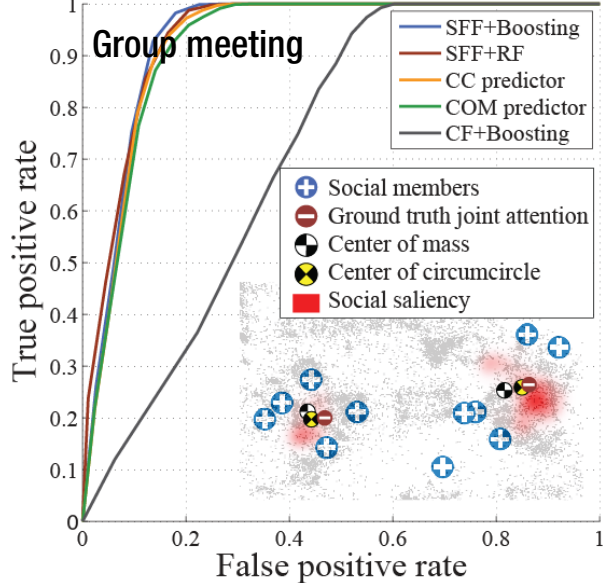 Group meeting
SFF+Boosting
SFF+RF
CC predictor
COM predictor
CF+Boosting
Social members
Ground truth joint attention
Center of mass
Center of circumcircle
Social saliency
True positive rate
1
0.9
0.8
0.7
0.6
0.5
0.4
0.3
0.2
0.1
0
0 0.2 0.4 0.6 0.8 1
False positive rate